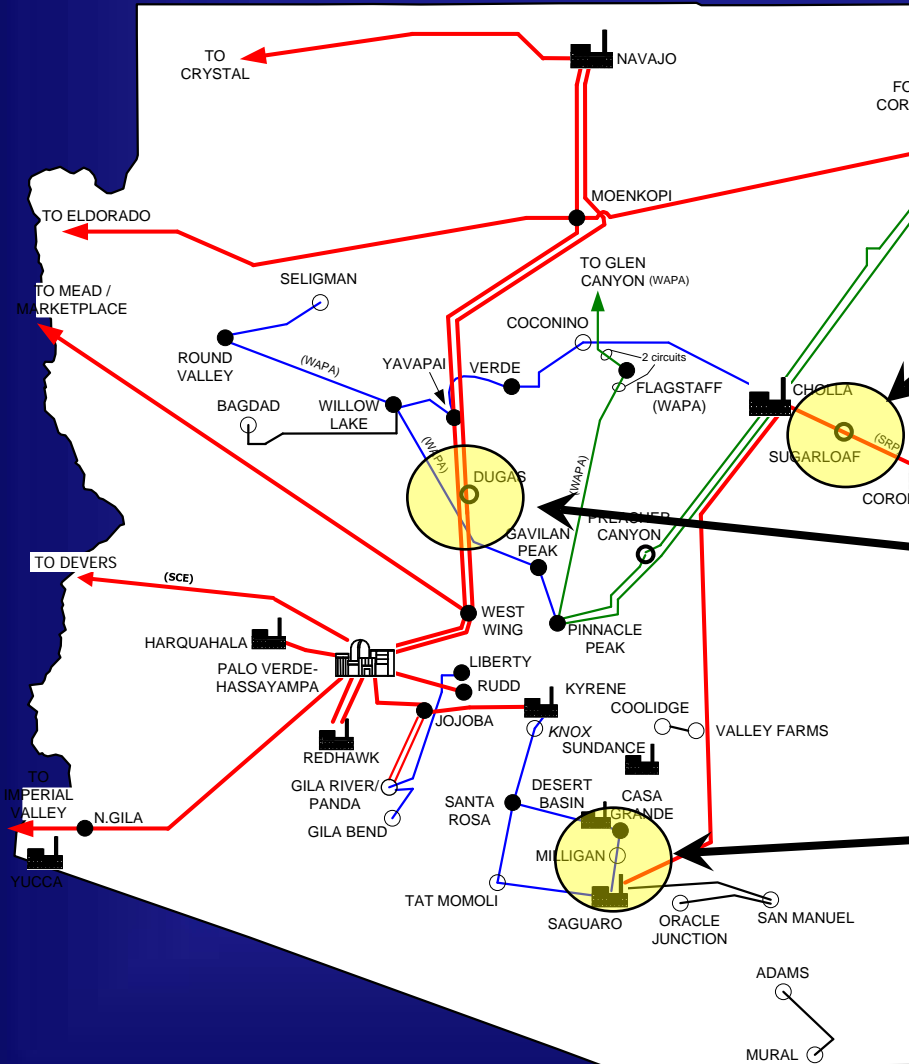 TO
CRYSTAL
NAVAJO
FO
COR
MOENKOPI
TO ELDORADO
TO GLEN
CANYON (WAPA)
SELIGMAN
TO MEAD /
MARKETPLACE
COCONINO
2 circuits
ROUND
VALLEY
(WAPA)
YAVAPAI
VERDE
FLAGSTAFF
(WAPA)
CHOLLA
BAGDAD
WILLOW
LAKE
(WAPA)
(WAPA)
SUGARLOAF
(SRP
CORO
DUGAS
PREACHER
CANYON
GAVILAN
PEAK
TO DEVERS
(SCE)
WEST
WING
PINNACLE
PEAK
HARQUAHALA
PALO VERDE-
HASSAYAMPA
LIBERTY
RUDD
KYRENE
COOLIDGE
JOJOBA
KNOX
VALLEY FARMS
SUNDANCE
REDHAWK
TO
IMPERIAL
VALLEY
GILA RIVER/
PANDA
DESERT
BASIN
CASA
GRANDE
SANTA
ROSA
N.GILA
GILA BEND
MILLIGAN
YUCCA
TAT MOMOLI
SAGUARO
ORACLE
JUNCTION
SAN MANUEL
ADAMS
MURAL